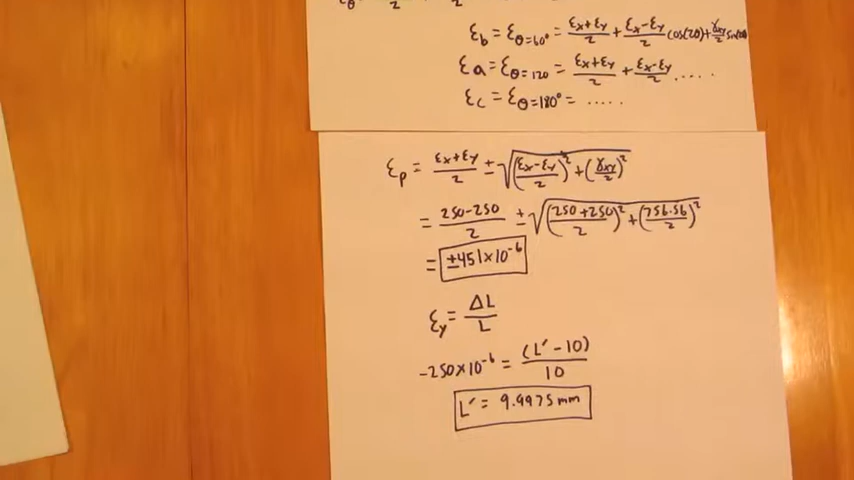 εb = εθ=60° = (εx+εy)/2 + (εx-εy)/2 cos(2θ) + γxy/2 sin(2θ)
εa = εθ=120 = (εx+εy)/2 + (εx-εy)/2 .....
εc = εθ=180° = .....
εp = (εx+εy)/2 ± √(((εx-εy)/2)² + (γxy/2)²)
= (250-250)/2 ± √(((250+250)/2)² + (756.56/2)²)
= ±451×10⁻⁶
εy = ΔL/L
-250×10⁻⁶ = (L′-10)/10
L′ = 9.9975mm